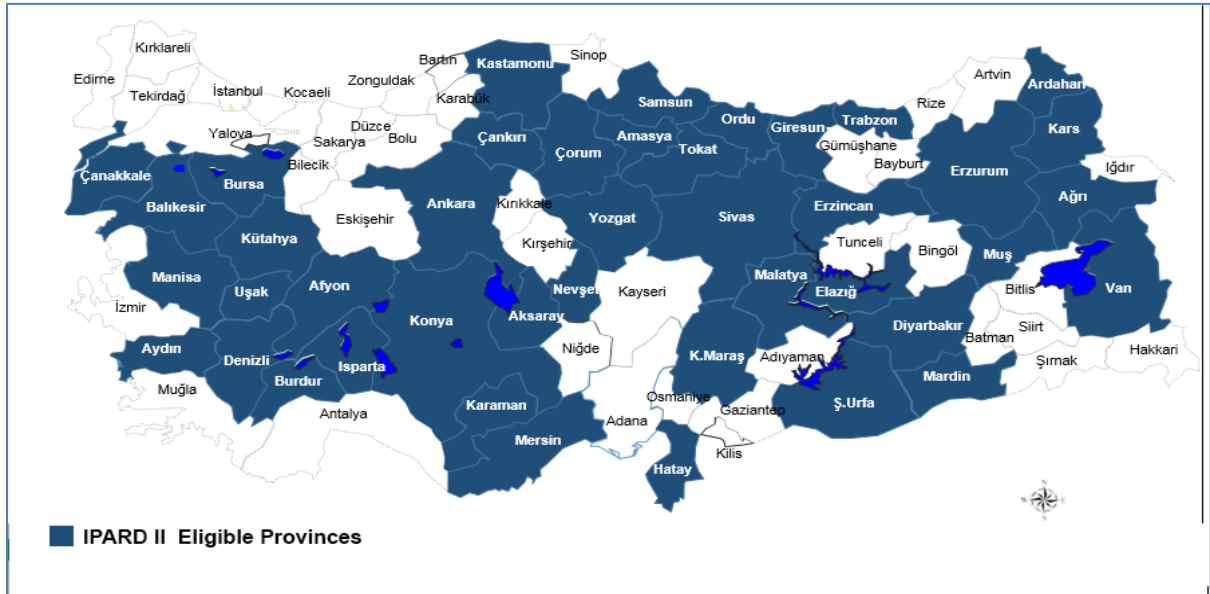 Kırklareli
Edirne
Tekirdağ
İstanbul
Kocaeli
Yalova
Sakarya
Düzce
Bolu
Zonguldak
Bartın
Karabük
Kastamonu
Sinop
Samsun
Ordu
Giresun
Trabzon
Rize
Artvin
Ardahan
Kars
Iğdır
Ağrı
Erzurum
Bayburt
Gümüşhane
Erzincan
Tokat
Amasya
Çorum
Çankırı
Bilecik
Bursa
Çanakkale
Balıkesir
Kütahya
Eskişehir
Ankara
Kırıkkale
Kırşehir
Yozgat
Sivas
Tunceli
Bingöl
Muş
Bitlis
Van
Hakkari
Şırnak
Siirt
Batman
Diyarbakır
Elazığ
Malatya
Kayseri
Nevşeh
Aksaray
Konya
Afyon
Uşak
Manisa
İzmir
Aydın
Denizli
Burdur
Isparta
Muğla
Antalya
Karaman
Mersin
Niğde
Adana
Osmaniye
K.Maraş
Adıyaman
Gaziantep
Kilis
Hatay
Ş.Urfa
Mardin
N
W
E
S
IPARD II Eligible Provinces